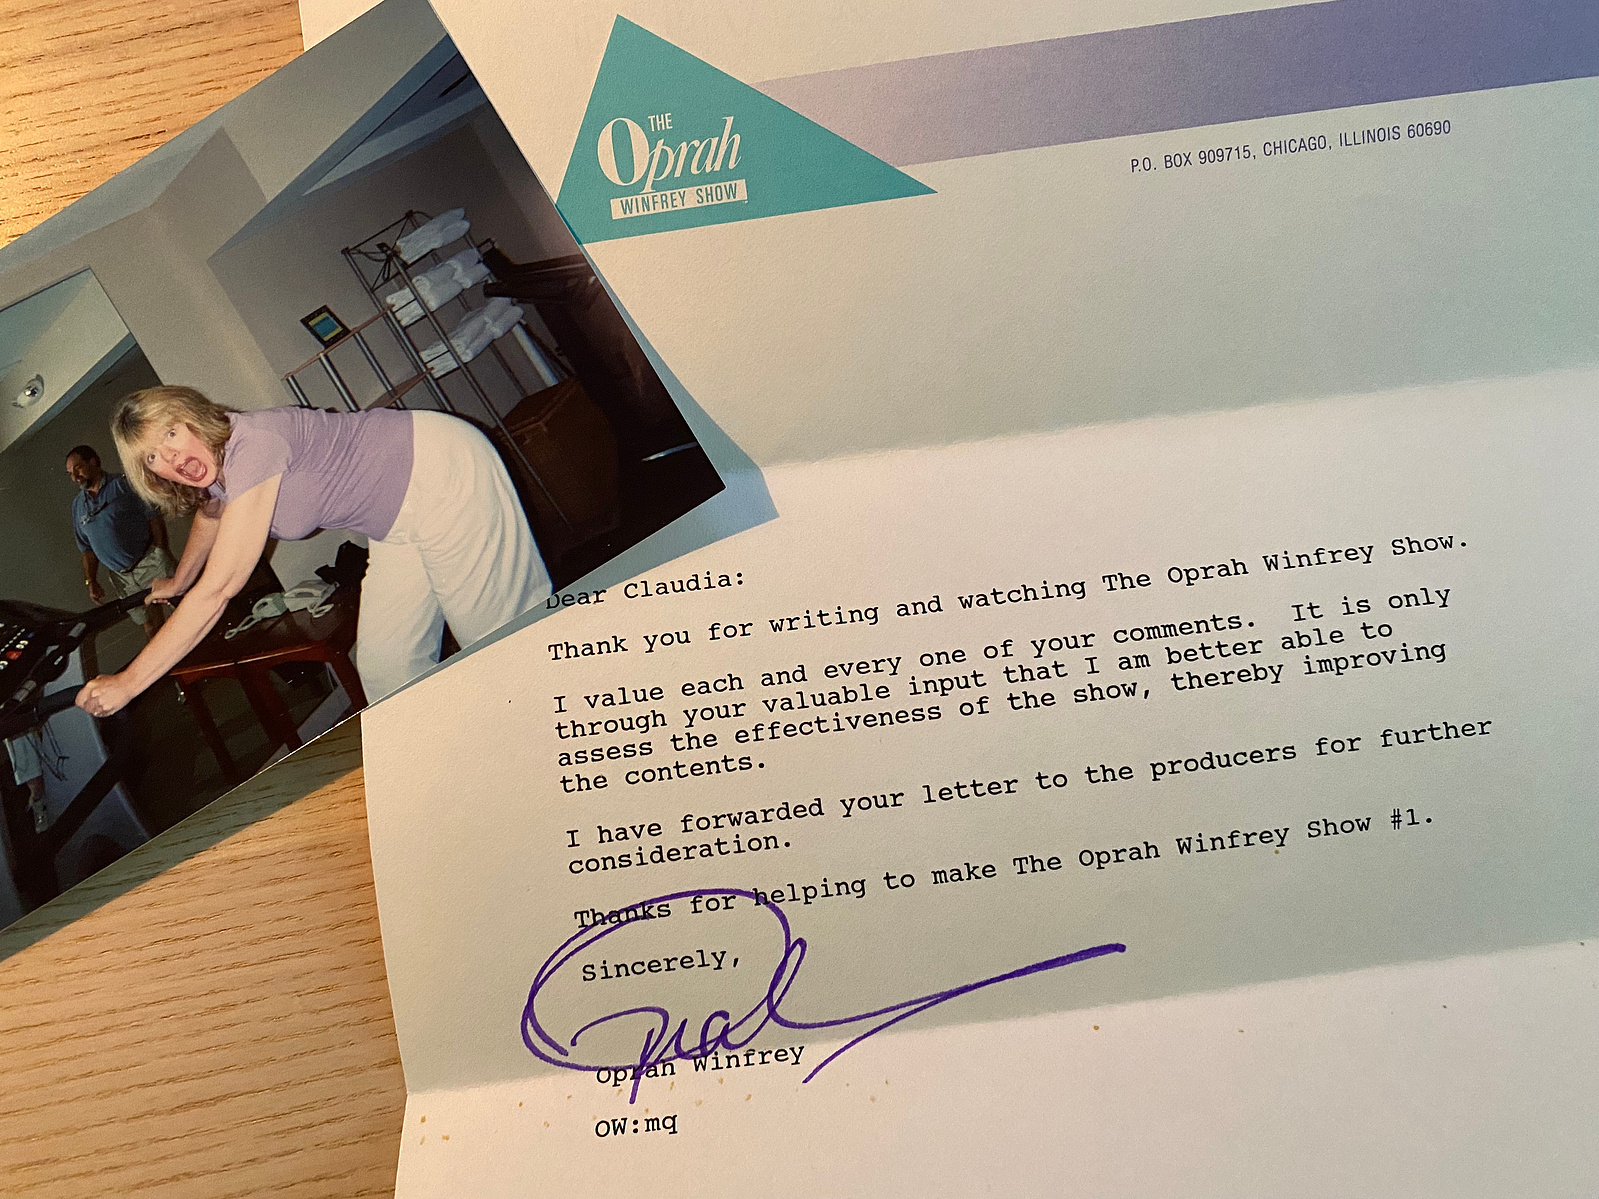 THE
Oprah
WINFREY SHOW
P.O. BOX 909715, CHICAGO, ILLINOIS 60690
Dear Claudia:
Thank you for writing and watching The Oprah Winfrey Show.
I value each and every one of your comments. It is only
through your valuable input that I am better able to
assess the effectiveness of the show, thereby improving
the contents.
I have forwarded your letter to the producers for further
consideration.
Thanks for helping to make The Oprah Winfrey Show #1.
Sincerely,
Oprah
Oprah Winfrey
OW:mq